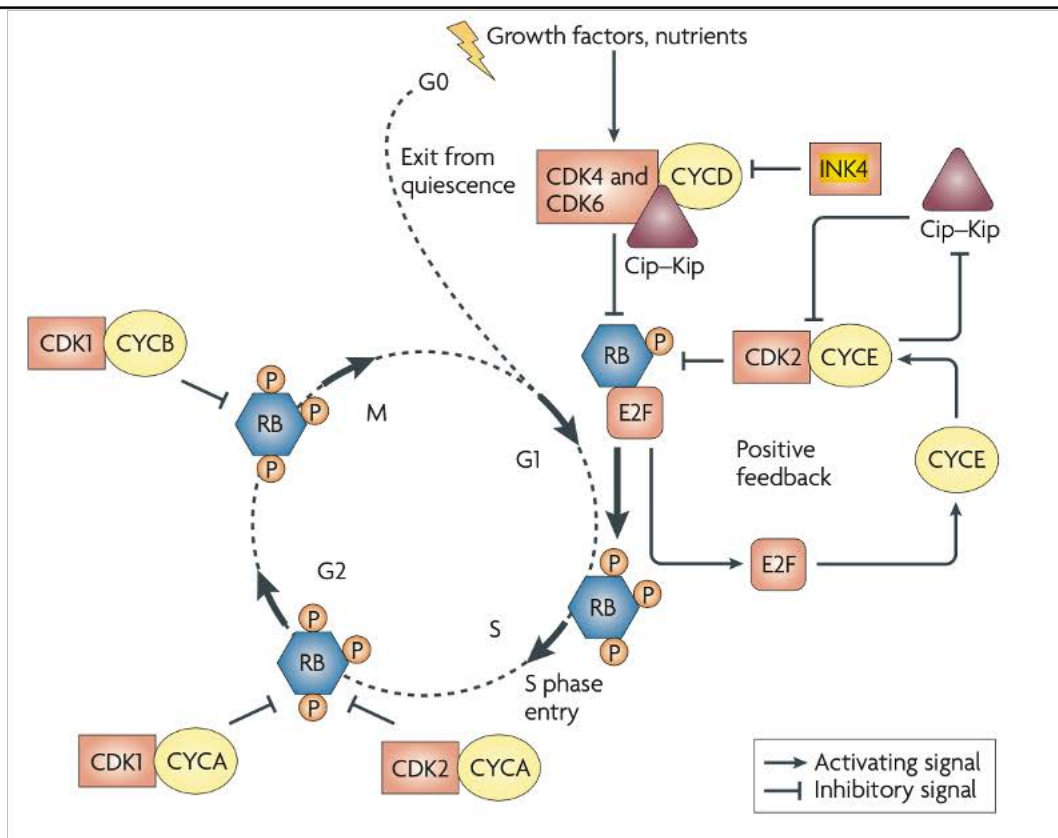 Growth factors, nutrients
G0
Exit from
quiescence
CDK4 and
CDK6
CYCD
INK4
Cip–Kip
Cip–Kip
CDK1
CYCB
P
P
RB
P
M
RB
P
E2F
CDK2
CYCE
G1
Positive
feedback
CYCE
E2F
P
RB
P
P
G2
S
P
RB
P
P
S phase
entry
CDK1
CYCA
CDK2
CYCA
Activating signal
Inhibitory signal